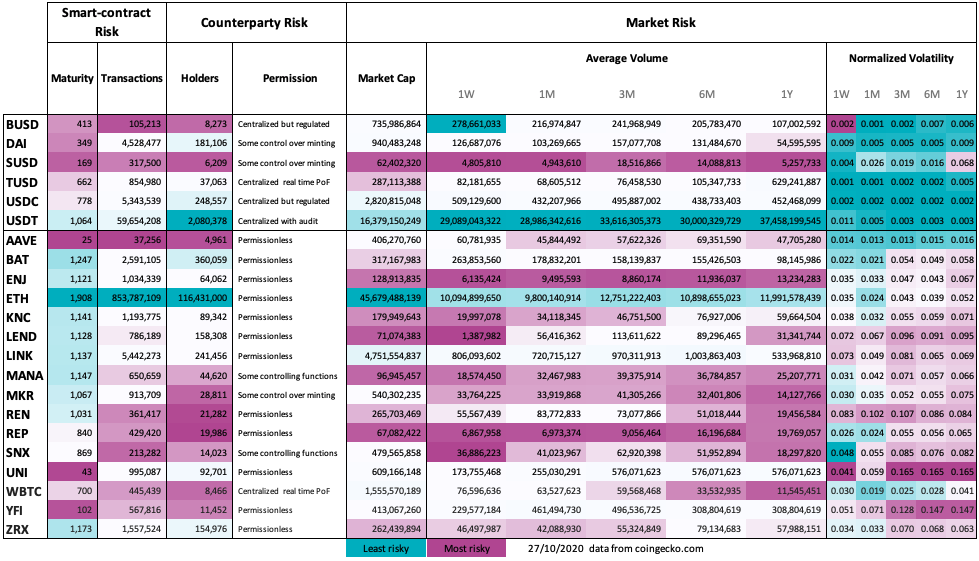 Smart-contract Risk Counterparty Risk Market Risk
Maturity Transactions Holders Permission Market Cap Average Volume Normalized Volatility
1W 1M 3M 6M 1Y 1W 1M 3M 6M 1Y
BUSD 413 105,213 8,273 Centralized but regulated 735,986,864 278,661,033 216,974,847 241,968,949 205,783,470 107,002,592 0.002 0.001 0.002 0.007 0.006
DAI 349 4,528,477 181,106 Some control over minting 940,483,248 126,687,076 103,269,665 157,077,708 131,484,670 54,595,595 0.009 0.005 0.005 0.005 0.009
SUSD 169 317,500 6,209 Some control over minting 62,402,320 4,805,810 4,943,610 18,516,866 14,088,813 5,257,733 0.004 0.026 0.019 0.016 0.068
TUSD 662 854,980 37,063 Centralized real time PoF 287,113,388 82,181,655 68,605,512 76,458,530 105,347,733 629,241,887 0.001 0.001 0.002 0.002 0.005
USDC 778 5,343,539 248,557 Centralized but regulated 2,820,815,048 509,129,600 432,207,966 495,887,002 438,733,403 452,468,099 0.002 0.002 0.002 0.002 0.003
USDT 1,064 59,654,208 2,080,378 Centralized with audit 16,379,150,249 29,089,043,322 28,986,342,616 33,616,305,373 30,000,329,729 37,458,199,545 0.011 0.005 0.003 0.003 0.003
AAVE 25 37,256 4,961 Permissionless 406,270,760 60,781,935 45,844,492 57,622,326 69,351,590 47,705,280 0.014 0.013 0.013 0.015 0.016
BAT 1,247 2,591,105 360,059 Permissionless 317,167,983 263,853,560 178,832,201 158,139,837 155,426,503 98,145,986 0.022 0.021 0.054 0.049 0.058
ENJ 1,121 1,034,339 64,062 Permissionless 128,913,835 6,135,424 9,495,593 8,860,174 11,936,037 13,234,283 0.035 0.033 0.047 0.043 0.067
ETH 1,908 853,787,109 116,431,000 Permissionless 45,679,488,139 10,094,899,650 9,800,140,914 12,751,222,403 10,898,655,023 11,991,578,439 0.035 0.024 0.043 0.039 0.052
KNC 1,141 1,193,775 89,342 Permissionless 179,949,643 19,997,078 34,118,345 46,751,500 76,927,006 59,664,504 0.038 0.032 0.055 0.059 0.071
LEND 1,128 786,189 158,308 Permissionless 71,074,383 1,387,982 56,416,362 113,611,622 89,296,465 31,341,744 0.072 0.067 0.096 0.091 0.095
LINK 1,137 5,442,273 241,456 Permissionless 4,751,554,837 806,093,602 720,715,127 970,311,913 1,003,863,403 533,968,810 0.073 0.049 0.081 0.065 0.069
MANA 1,147 650,659 44,620 Some controlling functions 96,945,457 18,574,450 32,467,983 39,375,914 36,784,857 25,207,771 0.031 0.042 0.071 0.057 0.066
MKR 1,067 913,709 28,811 Some control over minting 540,302,235 33,764,225 33,919,868 41,305,266 32,401,806 14,127,766 0.030 0.035 0.052 0.055 0.075
REN 1,031 361,417 21,282 Permissionless 265,703,469 55,567,439 83,772,833 73,077,866 51,018,444 19,456,584 0.083 0.102 0.107 0.086 0.084
REP 840 429,420 19,986 Permissionless 67,082,422 6,867,958 6,973,374 9,056,464 16,196,684 19,769,057 0.026 0.024 0.055 0.056 0.065
SNX 869 213,282 14,023 Some controlling functions 479,565,858 36,886,223 41,023,967 62,920,398 51,952,894 18,297,820 0.048 0.055 0.085 0.076 0.082
UNI 43 995,087 92,701 Permissionless 609,166,148 173,755,468 255,030,291 576,071,623 576,071,623 576,071,623 0.041 0.059 0.165 0.165 0.165
WBTC 700 445,439 8,466 Centralized real time PoF 1,555,570,189 76,596,636 63,527,623 59,568,468 33,532,935 11,545,451 0.030 0.019 0.025 0.028 0.041
YFI 102 567,816 11,452 Permissionless 413,067,260 229,577,184 461,494,730 496,536,725 308,804,619 308,804,619 0.051 0.071 0.128 0.147 0.147
ZRX 1,173 1,557,524 154,976 Permissionless 262,439,894 46,497,987 42,088,930 55,324,849 79,134,683 57,988,151 0.034 0.033 0.070 0.068 0.063
Least risky Most risky 27/10/2020 data from coingecko.com